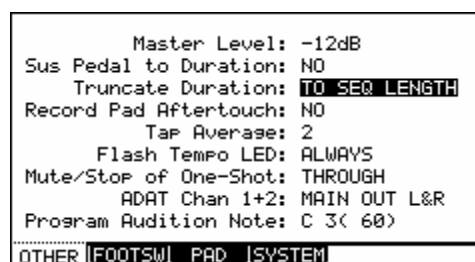 Master Level: -12dB
Sus Pedal to Duration: NO
Truncate Duration: TO SEQ LENGTH
Record Pad Aftertouch: NO
Tap Average: 2
Flash Tempo LED: ALWAYS
Mute/Stop of One-Shot: THROUGH
ADAT Chan 1+2: MAIN OUT L&R
Program Audition Note: C 3( 60)
OTHER FOOTSW PAD SYSTEM